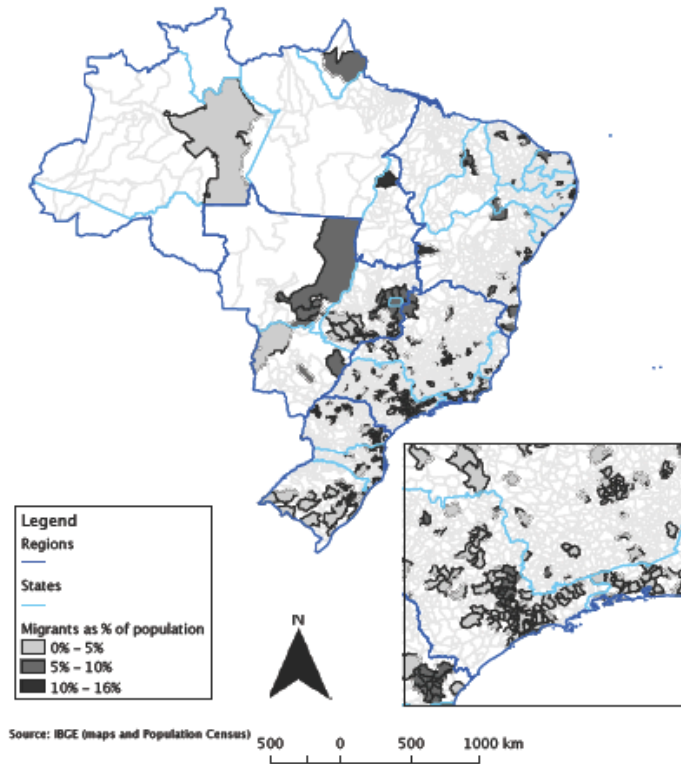 Legend
Regions
States
Migrants as % of population
0% – 5%
5% – 10%
10% – 16%
N
Source: IBGE (maps and Population Census)
500 0 500 1000 km